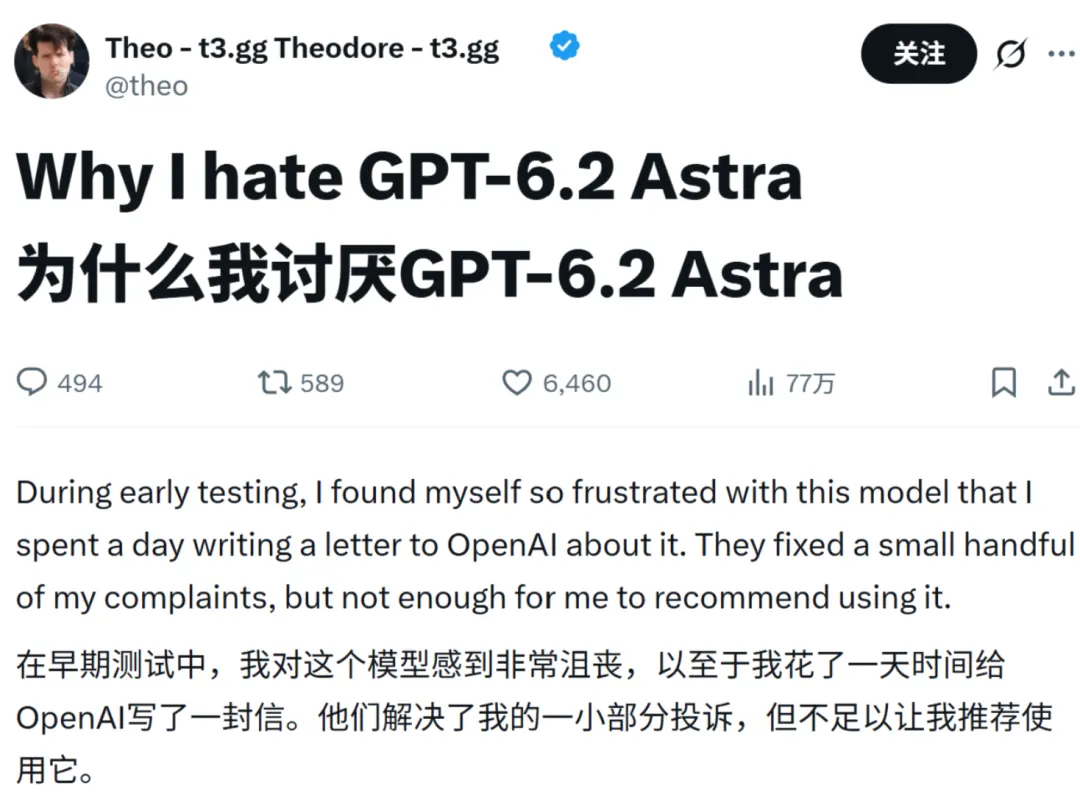 Theo - t3.gg Theodore - t3.gg
@theo
关注
Why I hate GPT-6.2 Astra
为什么我讨厌GPT-6.2 Astra
494
589
6,460
77万
During early testing, I found myself so frustrated with this model that I
spent a day writing a letter to OpenAI about it. They fixed a small handful
of my complaints, but not enough for me to recommend using it.
在早期测试中，我对这个模型感到非常沮丧，以至于我花了一天时间给
OpenAI写了一封信。他们解决了我的一小部分投诉，但不足以让我推荐使
用它。